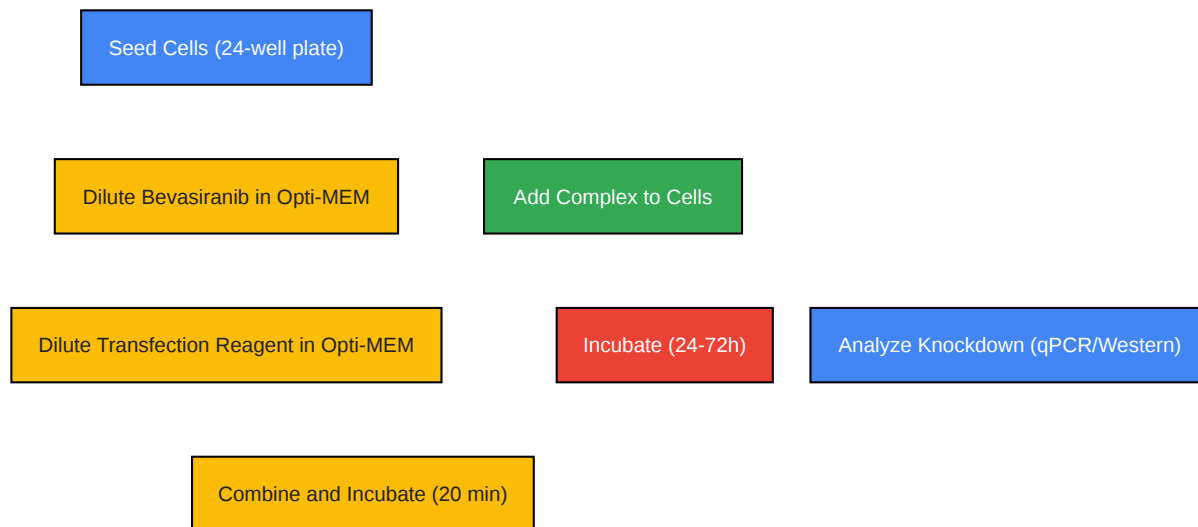 Seed Cells (24-well plate)
Dilute Bevasiranib in Opti-MEM
Add Complex to Cells
Dilute Transfection Reagent in Opti-MEM
Incubate (24-72h)
Analyze Knockdown (qPCR/Western)
Combine and Incubate (20 min)